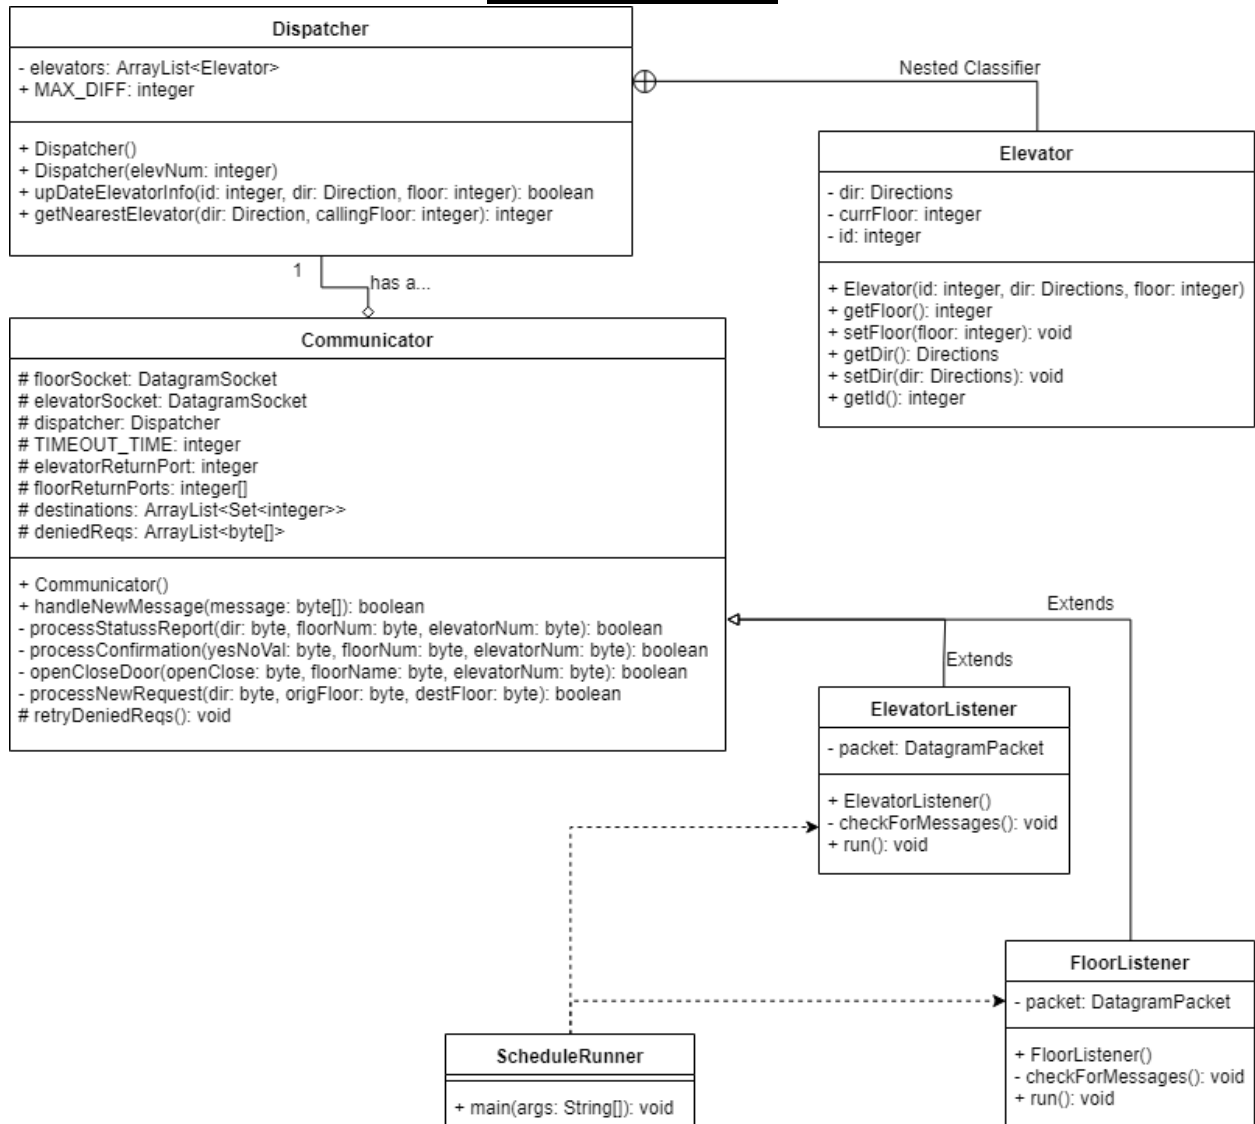 Dispatcher
- elevators: ArrayList<Elevator>
+ MAX_DIFF: integer
+ Dispatcher()
+ Dispatcher(elevNum: integer)
+ upDateElevatorInfo(id: integer, dir: Direction, floor: integer): boolean
+ getNearestElevator(dir: Direction, callingFloor: integer): integer
Nested Classifier
Elevator
- dir: Directions
- currFloor: integer
- id: integer
+ Elevator(id: integer, dir: Directions, floor: integer)
+ getFloor(): integer
+ setFloor(floor: integer): void
+ getDir(): Directions
+ setDir(dir: Directions): void
+ getId(): integer
1
has a...
Communicator
# floorSocket: DatagramSocket
# elevatorSocket: DatagramSocket
# dispatcher: Dispatcher
# TIMEOUT_TIME: integer
# elevatorReturnPort: integer
# floorReturnPorts: integer[]
# destinations: ArrayList<Set<integer>>
# deniedReqs: ArrayList<byte[]>
+ Communicator()
+ handleNewMessage(message: byte[]): boolean
- processStatussReport(dir: byte, floorNum: byte, elevatorNum: byte): boolean
- processConfirmation(yesNoVal: byte, floorNum: byte, elevatorNum: byte): boolean
- openCloseDoor(openClose: byte, floorName: byte, elevatorNum: byte): boolean
- processNewRequest(dir: byte, origFloor: byte, destFloor: byte): boolean
# retryDeniedReqs(): void
Extends
Extends
ElevatorListener
- packet: DatagramPacket
+ ElevatorListener()
- checkForMessages(): void
+ run(): void
FloorListener
- packet: DatagramPacket
+ FloorListener()
- checkForMessages(): void
+ run(): void
ScheduleRunner
+ main(args: String[]): void